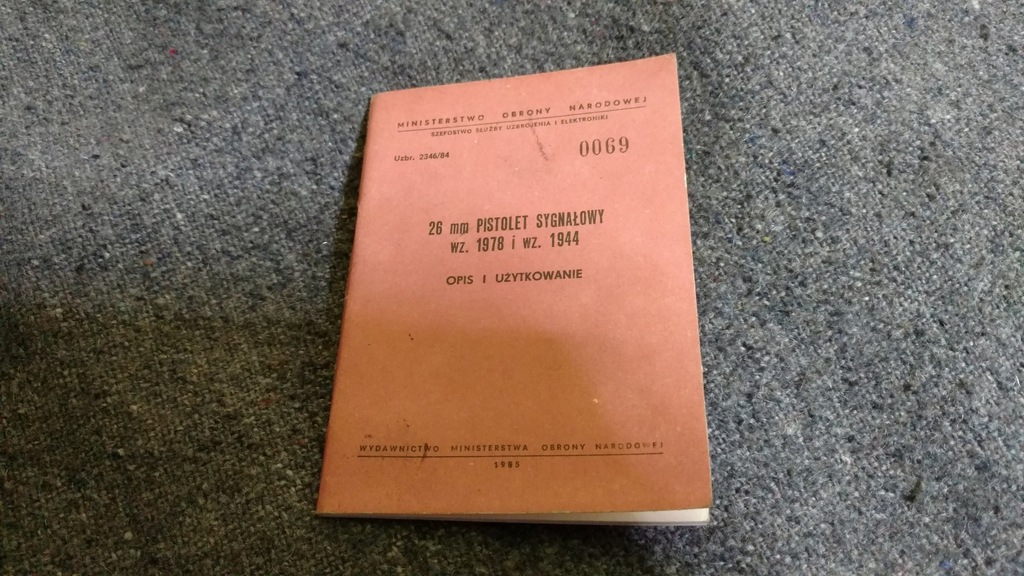 MINISTERSTWO OBRONY NARODOWEJ
SZEFOSTWO SŁUŻBY UZBROJENIA I ELEKTRONIKI
Uzbr. 2346/84
0069
26 mm PISTOLET SYGNAŁOWY
wz. 1978 i wz. 1944
OPIS I UŻYTKOWANIE
WYDAWNICTWO MINISTERSTWA OBRONY NARODOWEJ
1985